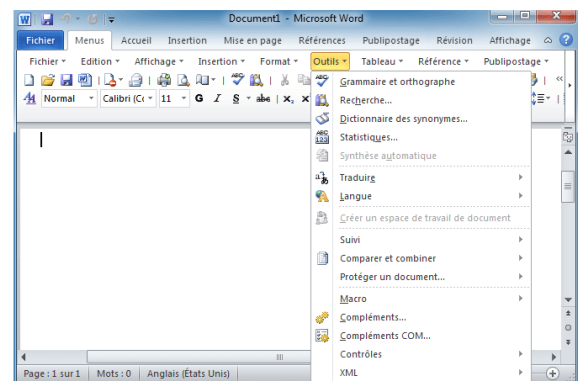 Document1 - Microsoft Word
Fichier Menus Accueil Insertion Mise en page Références Publipostage Révision Affichage
Fichier Edition Affichage Insertion Format Outils Tableau Référence Publipostage
Normal Calibri (Cc 11 G I S abc X, X
Grammaire et orthographe
Recherche...
Dictionnaire des synonymes...
Statistiques...
Synthèse automatique
Traduire
Langue
Créer un espace de travail de document
Suivi
Comparer et combiner
Protéger un document...
Macro
Compléments...
Compléments COM...
Contrôles
XML
Page : 1 sur 1 Mots : 0 Anglais (États Unis)